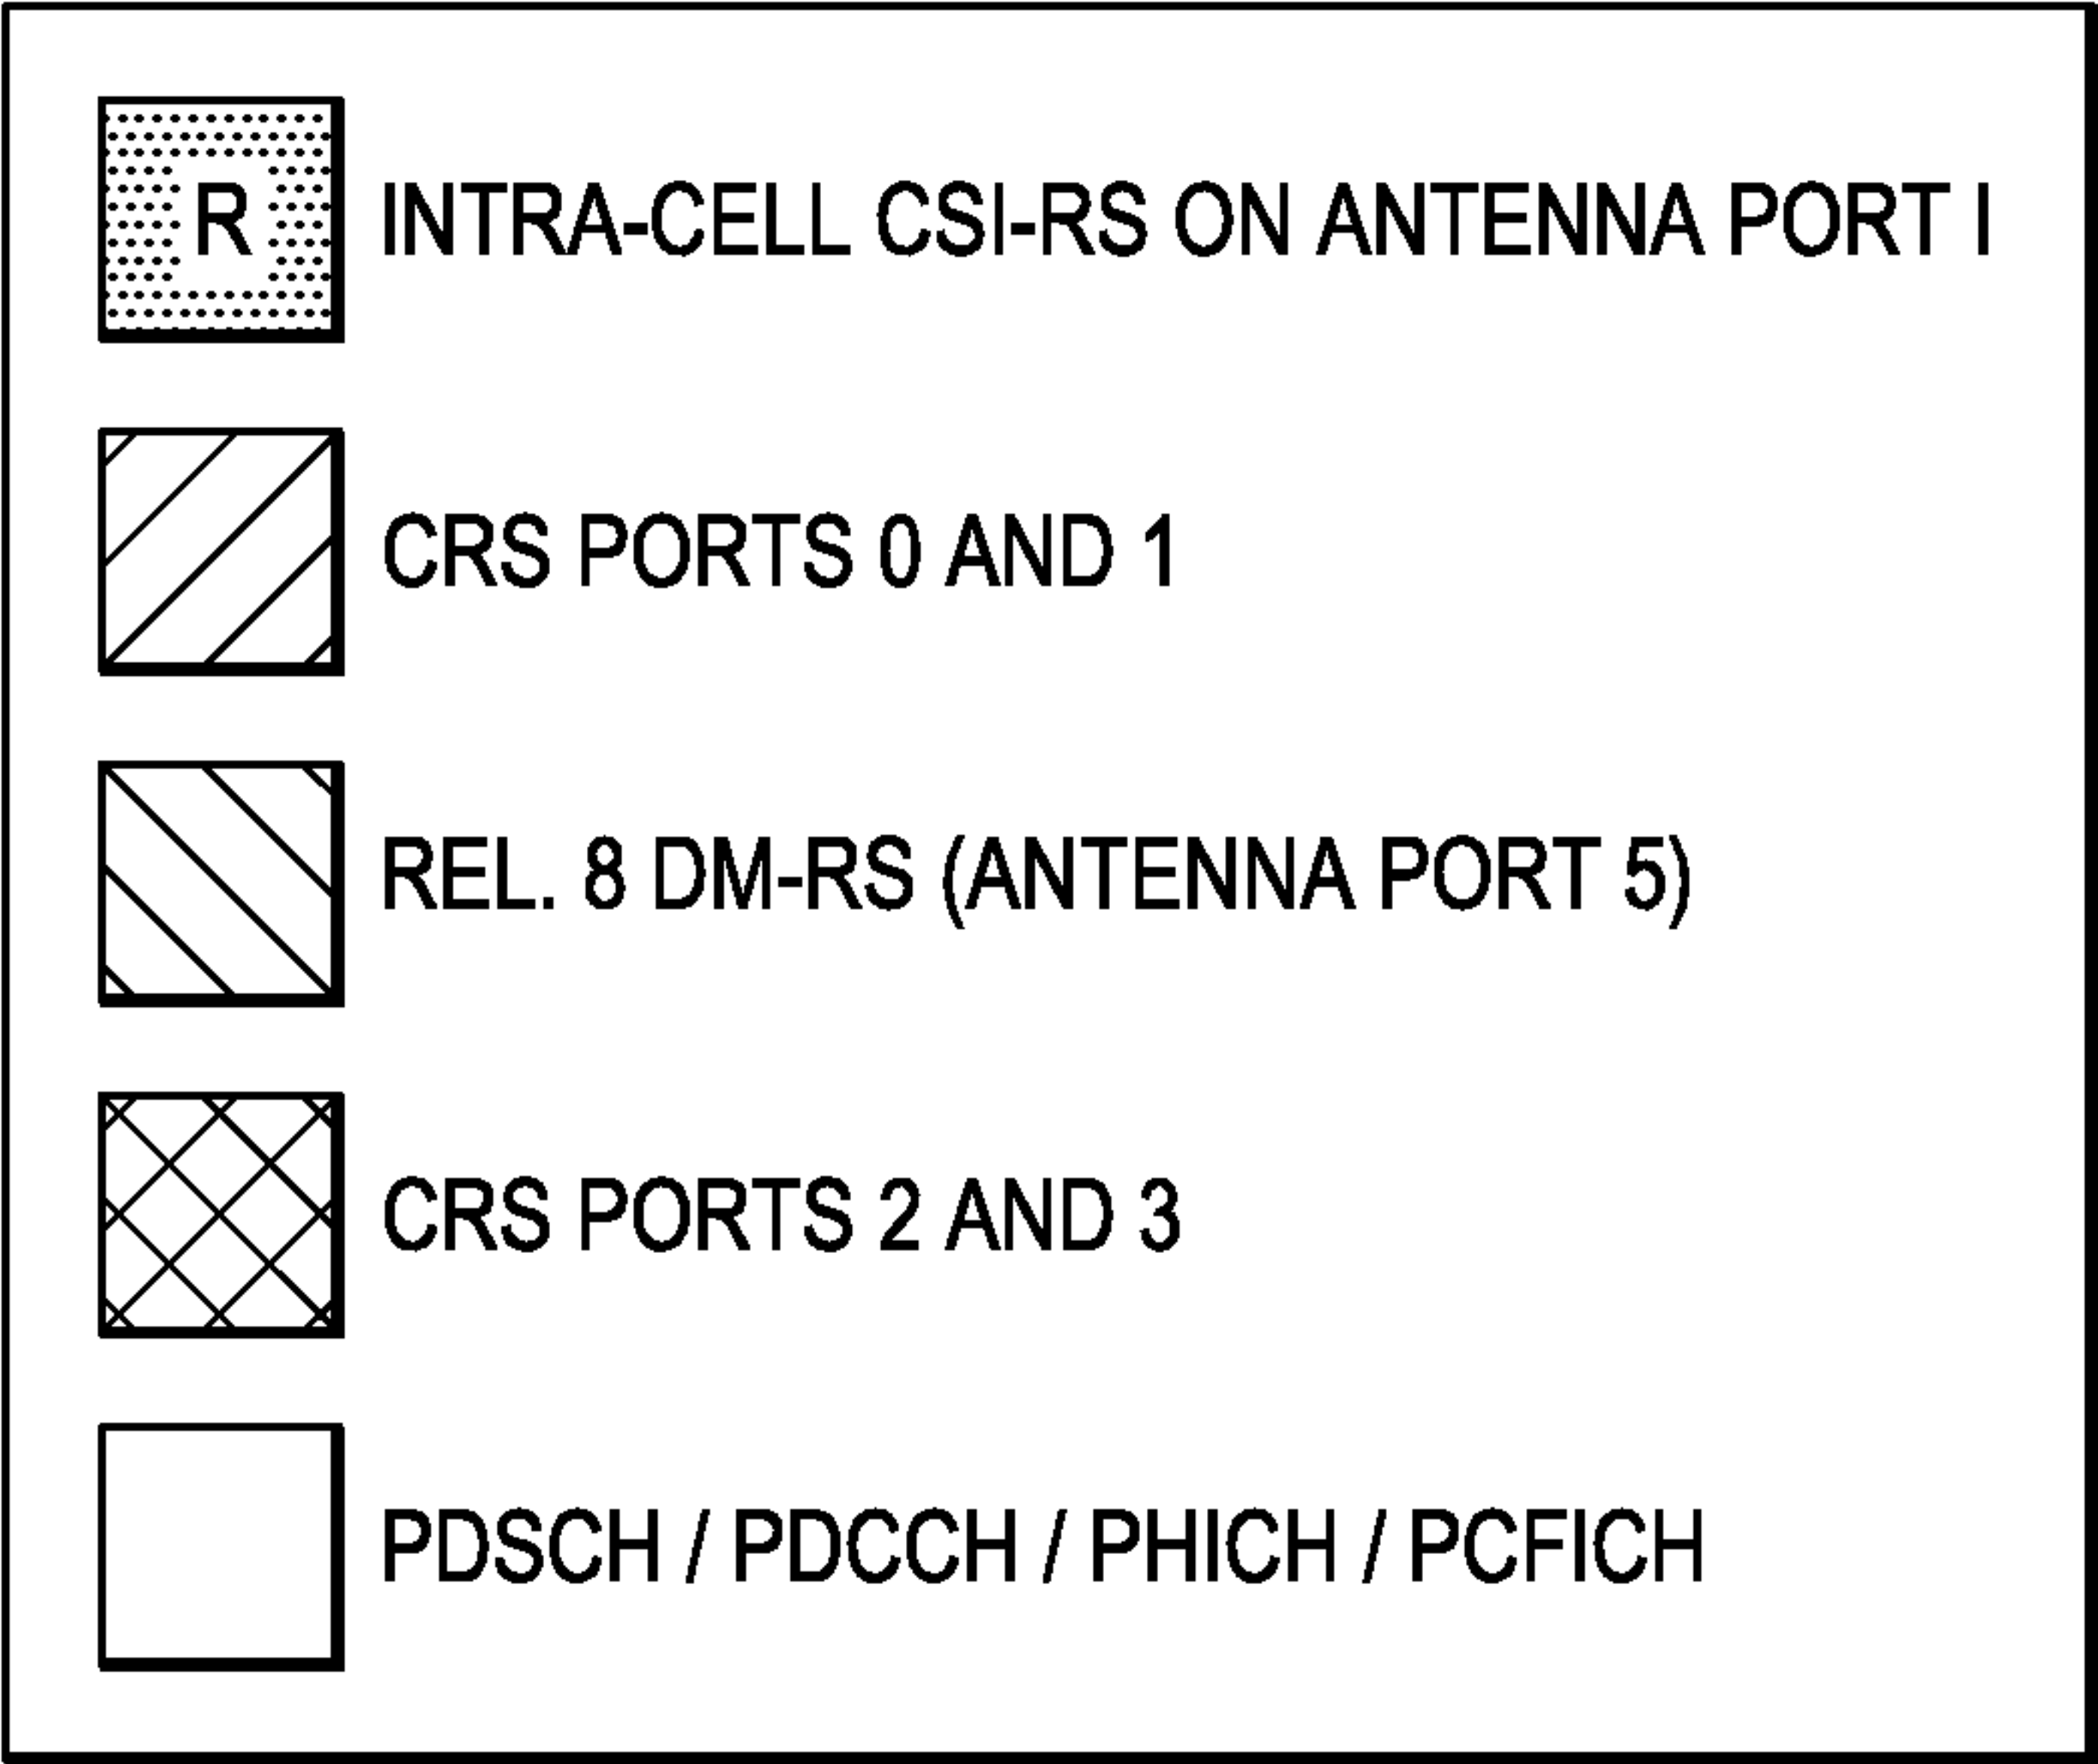 R INTRA-CELL CSI-RS ON ANTENNA PORT I
CRS PORTS 0 AND 1
REL. 8 DM-RS (ANTENNA PORT 5)
CRS PORTS 2 AND 3
PDSCH / PDCCH / PHICH / PCFICH